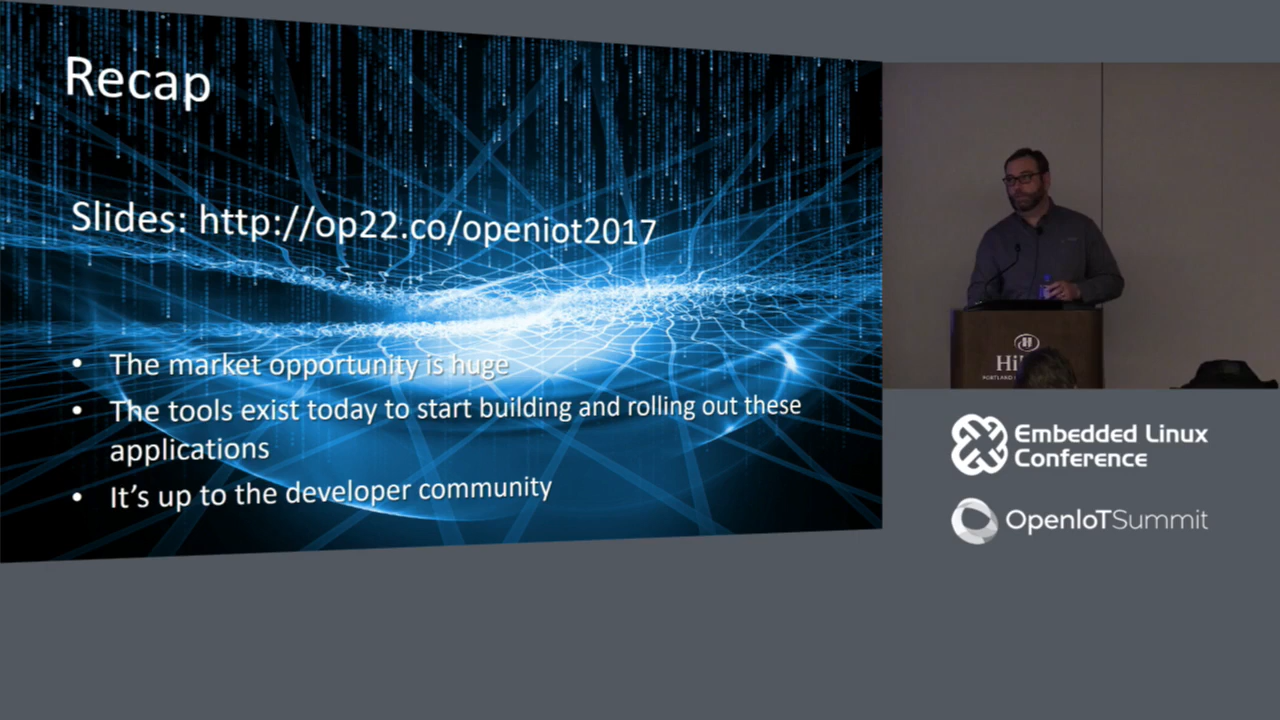 Recap
Slides: http://op22.co/openiot2017
• The market opportunity is huge
• The tools exist today to start building and rolling out these
applications
• It's up to the developer community
PORTLAND
Embedded Linux
Conference
OpenIoTSummit